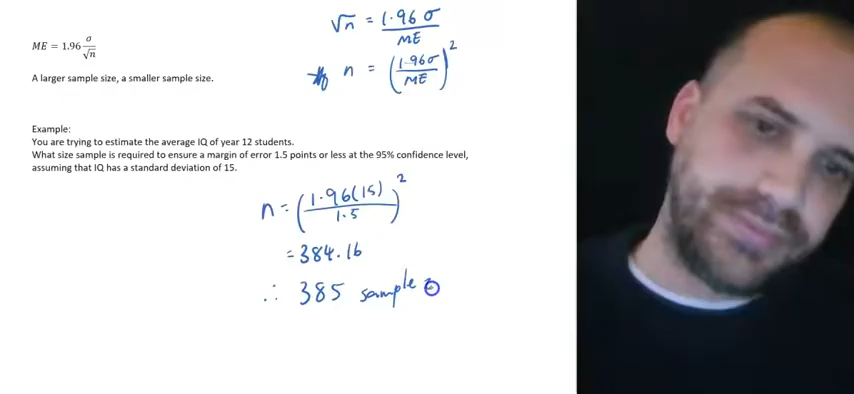 √n = 1.96 σ / ME
ME = 1.96 σ/√n
n = (1.96σ / ME)²
A larger sample size, a smaller sample size.
Example:
You are trying to estimate the average IQ of year 12 students.
What size sample is required to ensure a margin of error 1.5 points or less at the 95% confidence level,
assuming that IQ has a standard deviation of 15.
n = (1.96(15) / 1.5)²
= 384.16
∴ 385 sample